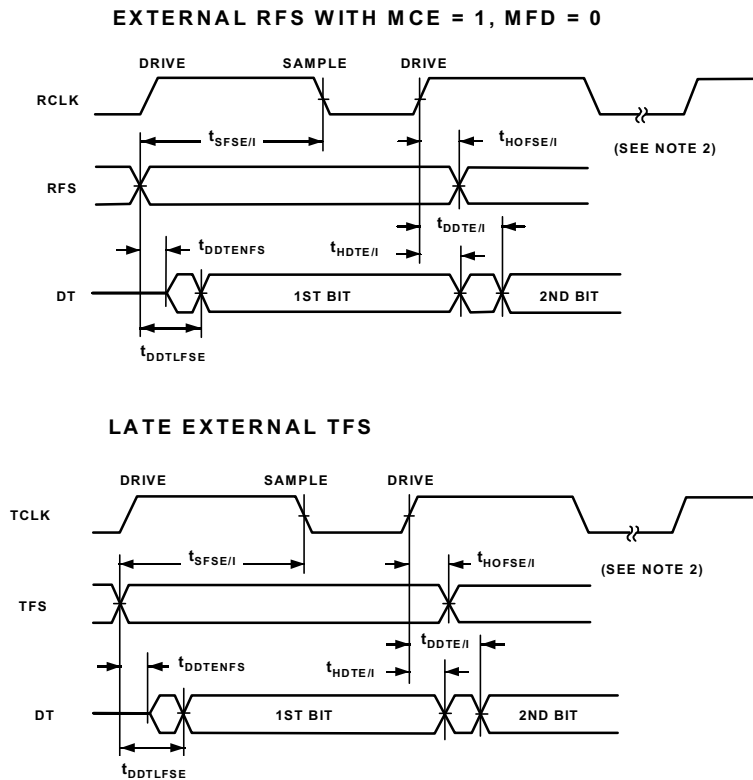 EXTERNAL RFS WITH MCE = 1, MFD = 0
DRIVE SAMPLE DRIVE
RCLK
tSFSE/I tHOFSE/I (SEE NOTE 2)
RFS
tDDTE/I
tDDTENFS tHDTE/I
DT 1ST BIT 2ND BIT
tDDTLFSE
LATE EXTERNAL TFS
DRIVE SAMPLE DRIVE
TCLK
tSFSE/I tHOFSE/I (SEE NOTE 2)
TFS
tDDTE/I
tDDTENFS tHDTE/I
DT 1ST BIT 2ND BIT
tDDTLFSE